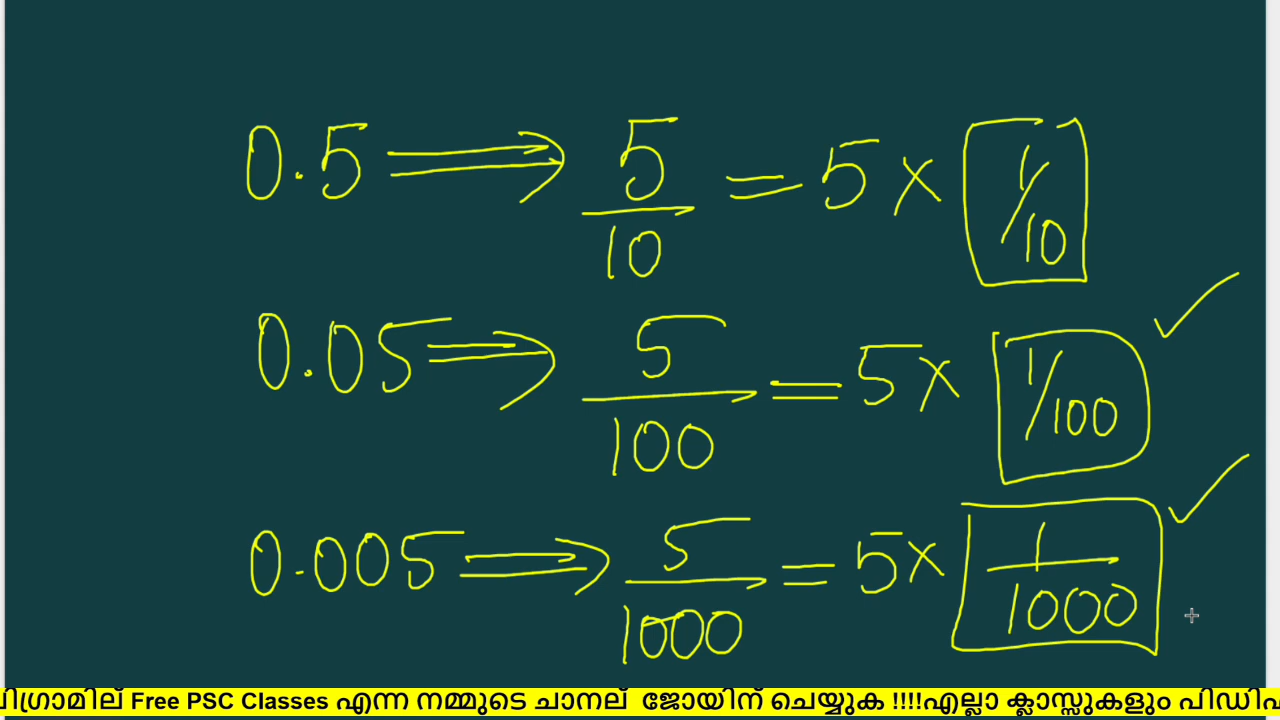 0.5 ⟹ 5/10 = 5 × 1/10
0.05 ⟹ 5/100 = 5 × 1/100
0.005 ⟹ 5/1000 = 5 × 1/1000
Free PSC Classes എന്ന നമ്മുടെ ചാനല് ജോയിന് ചെയ്യുക !!!!എല്ലാ ക്ലാസ്സുകളും